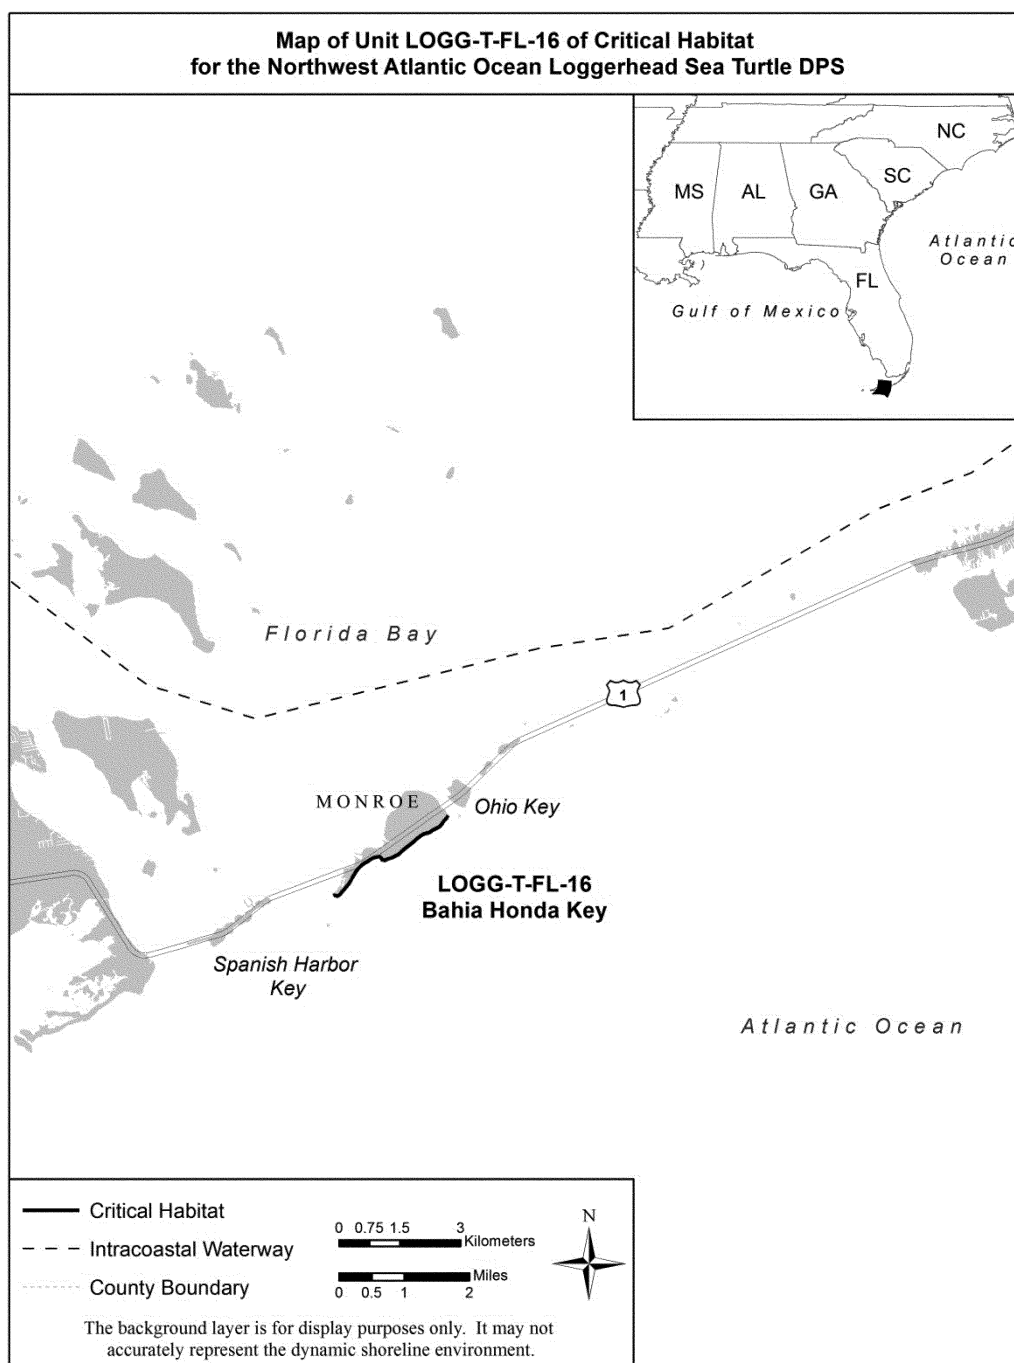 Map of Unit LOGG-T-FL-16 of Critical Habitat
for the Northwest Atlantic Ocean Loggerhead Sea Turtle DPS
NC
SC
MS
AL
GA
Atlantic
Ocean
FL
Gulf of Mexico
Florida Bay
1
MONROE
Ohio Key
LOGG-T-FL-16
Bahia Honda Key
Spanish Harbor
Key
Atlantic Ocean
Critical Habitat
Intracoastal Waterway
County Boundary
0 0.75 1.5 3
Kilometers
Miles
0 0.5 1 2
N
The background layer is for display purposes only. It may not
accurately represent the dynamic shoreline environment.